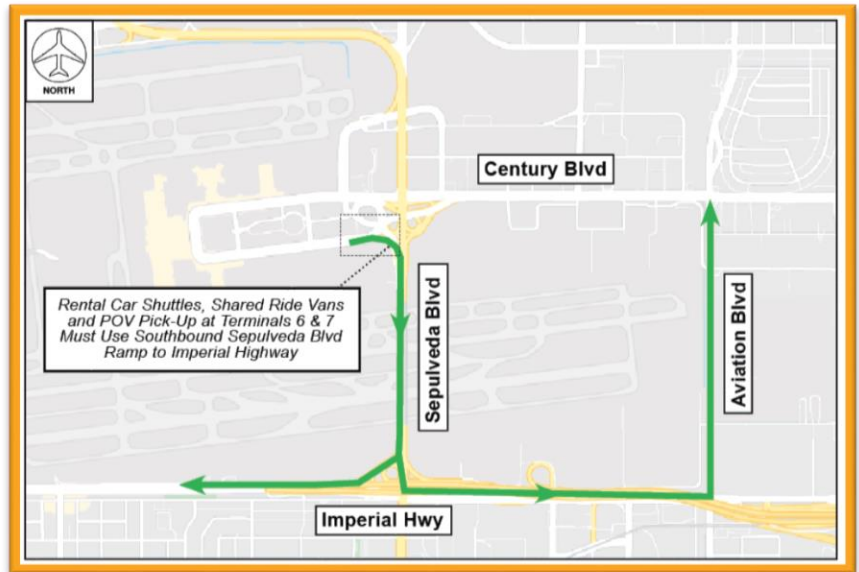 NORTH
Century Blvd
Rental Car Shuttles, Shared Ride Vans
and POV Pick-Up at Terminals 6 & 7
Must Use Southbound Sepulveda Blvd
Ramp to Imperial Highway
Sepulveda Blvd
Aviation Blvd
Imperial Hwy